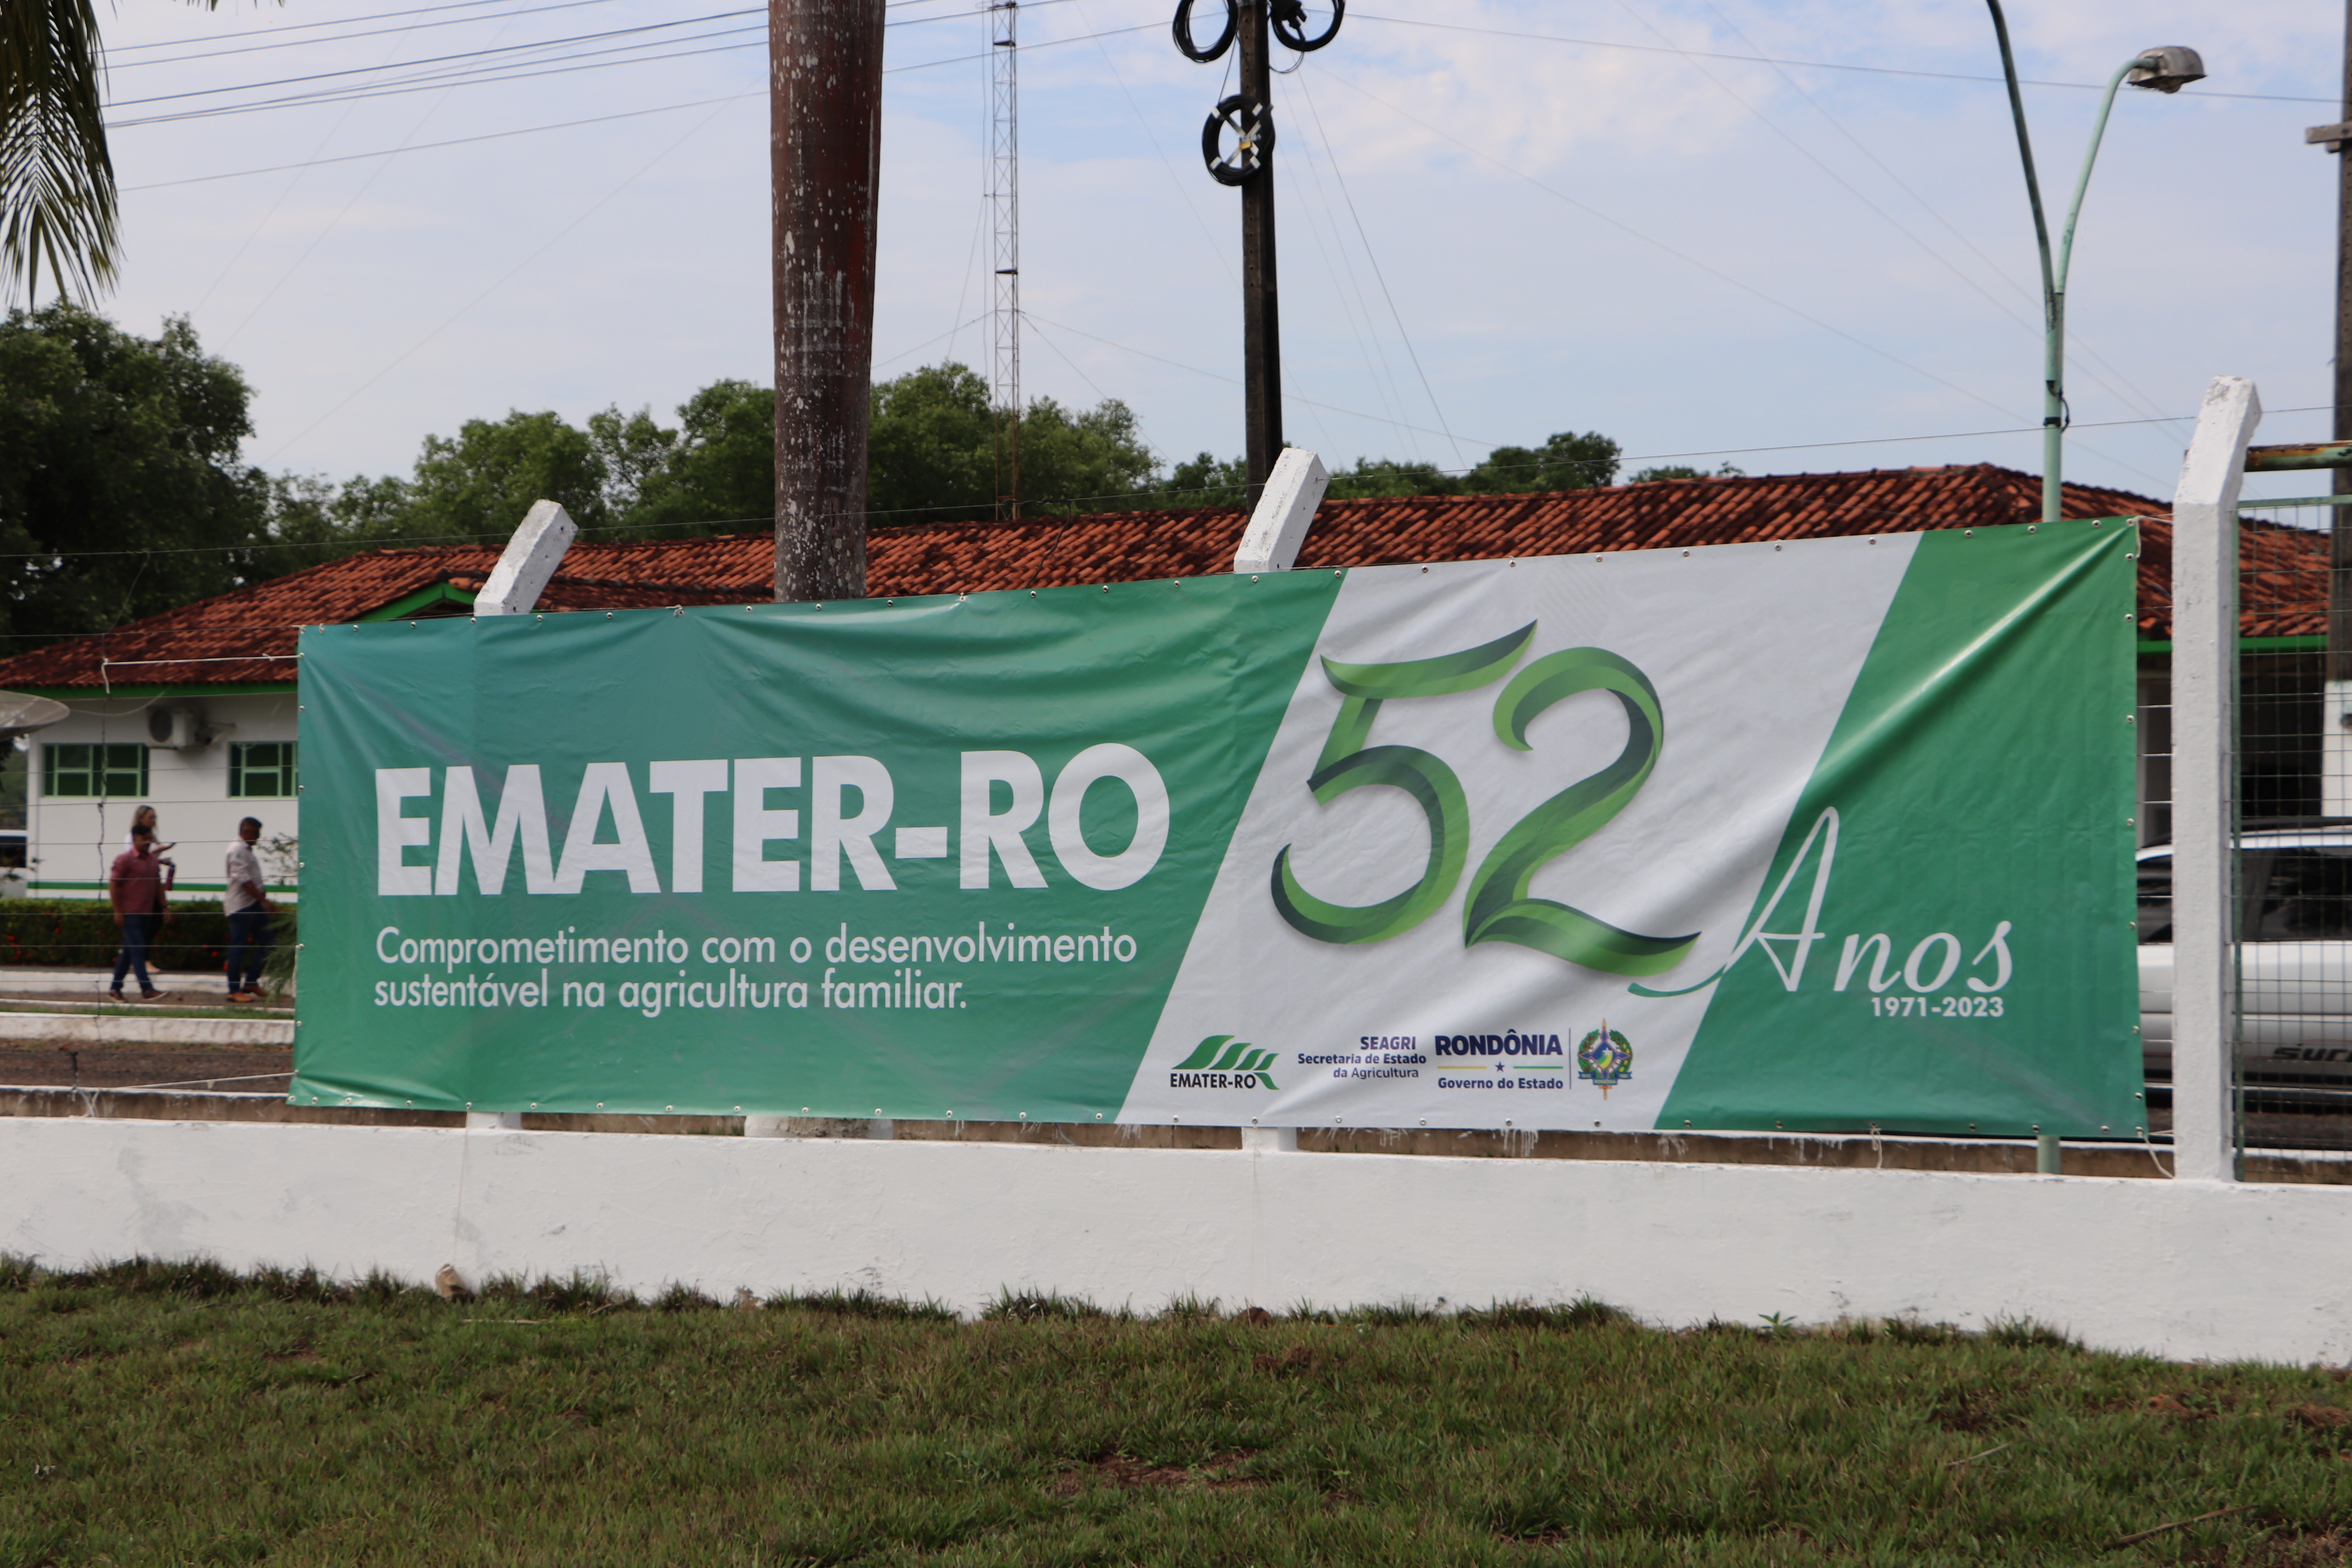 EMATER-RO
Comprometimento com o desenvolvimento
sustentável na agricultura familiar.
52 Anos
1971-2023
EMATER-RO
SEAGRI
Secretaria de Estado
da Agricultura
RONDÔNIA
Governo do Estado